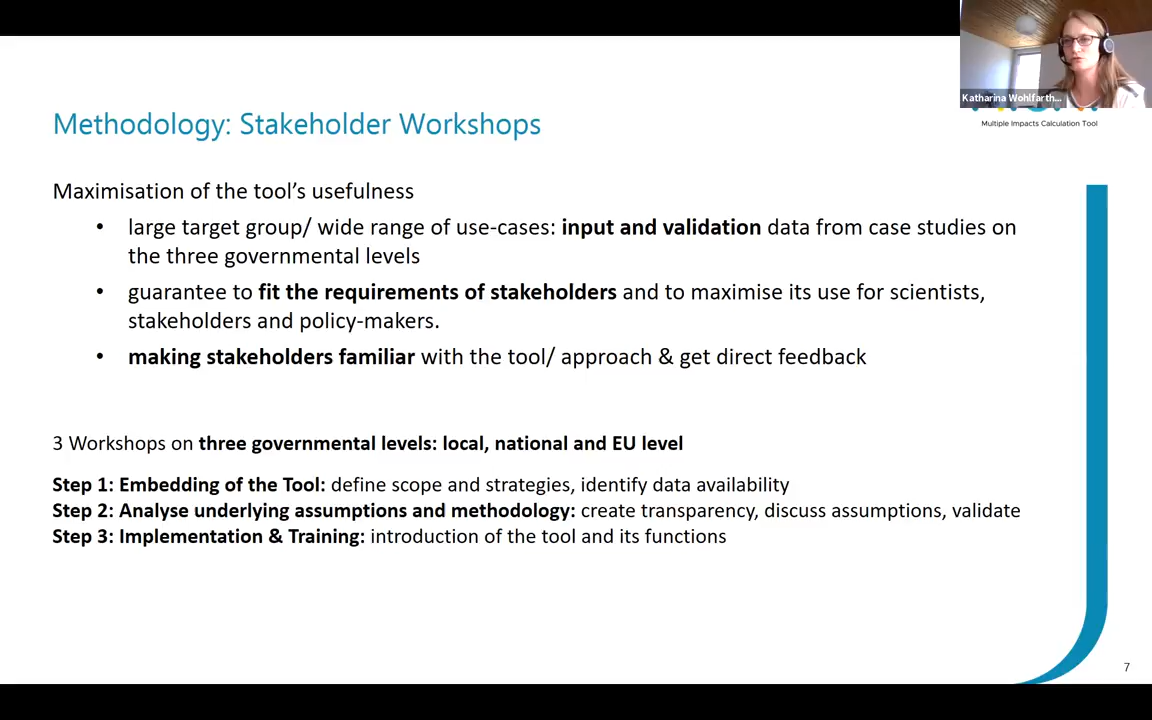 Katharina Wohlfarth...
Multiple Impacts Calculation Tool
Methodology: Stakeholder Workshops
Maximisation of the tool's usefulness
• large target group/ wide range of use-cases: input and validation data from case studies on
the three governmental levels
• guarantee to fit the requirements of stakeholders and to maximise its use for scientists,
stakeholders and policy-makers.
• making stakeholders familiar with the tool/ approach & get direct feedback
3 Workshops on three governmental levels: local, national and EU level
Step 1: Embedding of the Tool: define scope and strategies, identify data availability
Step 2: Analyse underlying assumptions and methodology: create transparency, discuss assumptions, validate
Step 3: Implementation & Training: introduction of the tool and its functions
7